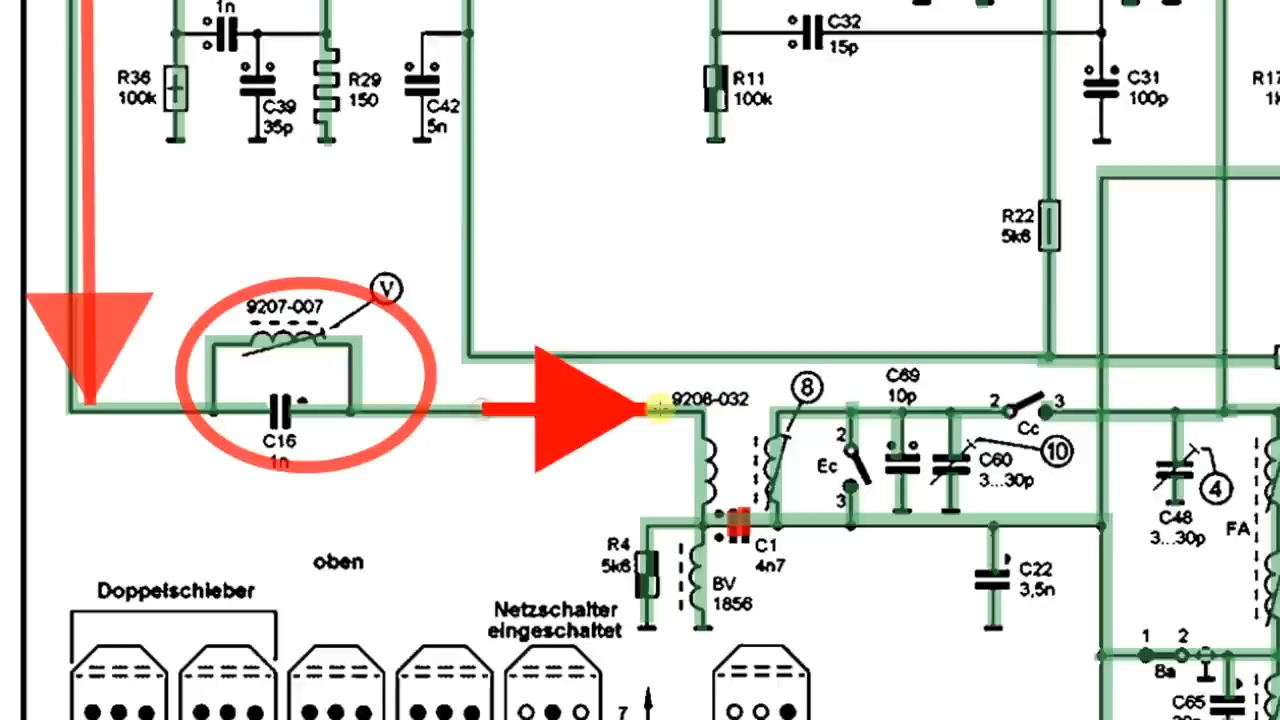 1n
C32
15p
R36
100k
C39
35p
R29
150
C42
5n
R11
100k
C31
100p
R17
R22
5k6
V
9207-007
C16
1n
9206-032
8
C69
10p
2
3
Cc
2
Ec
3
C60
3...30p
10
4
C48
3...30p
FA
R4
5k6
C1
4n7
BV
1856
C22
3,5n
oben
Doppelschieber
Netzschalter
eingeschaltet
1
2
Ba
C65
7